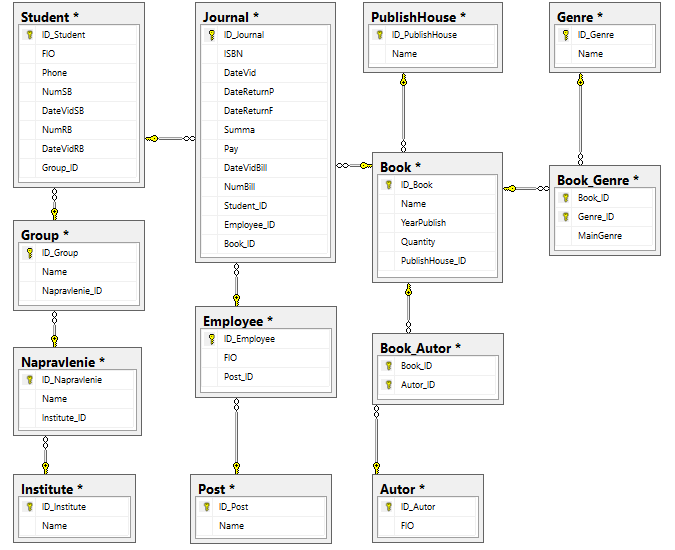 Student *
ID_Student
FIO
Phone
NumSB
DateVidSB
NumRB
DateVidRB
Group_ID
Journal *
ID_Journal
ISBN
DateVid
DateReturnP
DateReturnF
Summa
Pay
DateVidBill
NumBill
Student_ID
Employee_ID
Book_ID
PublishHouse *
ID_PublishHouse
Name
Genre *
ID_Genre
Name
Book *
ID_Book
Name
YearPublish
Quantity
PublishHouse_ID
Book_Genre *
Book_ID
Genre_ID
MainGenre
Group *
ID_Group
Name
Napravlenie_ID
Employee *
ID_Employee
FIO
Post_ID
Book_Autor *
Book_ID
Autor_ID
Napravlenie *
ID_Napravlenie
Name
Institute_ID
Institute *
ID_Institute
Name
Post *
ID_Post
Name
Autor *
ID_Autor
FIO